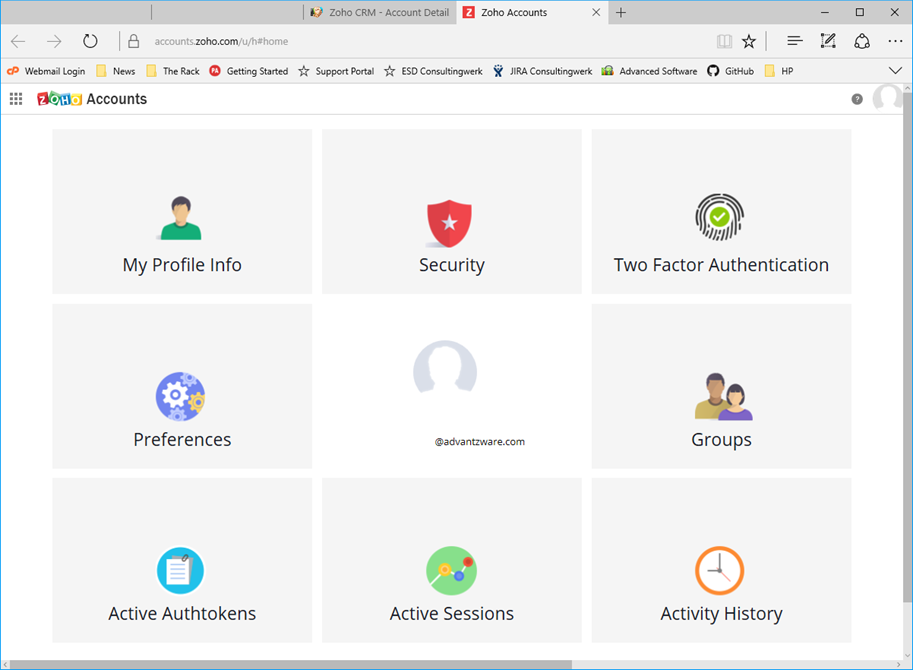 Zoho CRM - Account Detail
Zoho Accounts
accounts.zoho.com/u/h#home
Webmail Login News The Rack Getting Started Support Portal ESD Consultingwerk JIRA Consultingwerk Advanced Software GitHub HP
ZOHO Accounts
My Profile Info
Security
Two Factor Authentication
Preferences
@advantzware.com
Groups
Active Authtokens
Active Sessions
Activity History